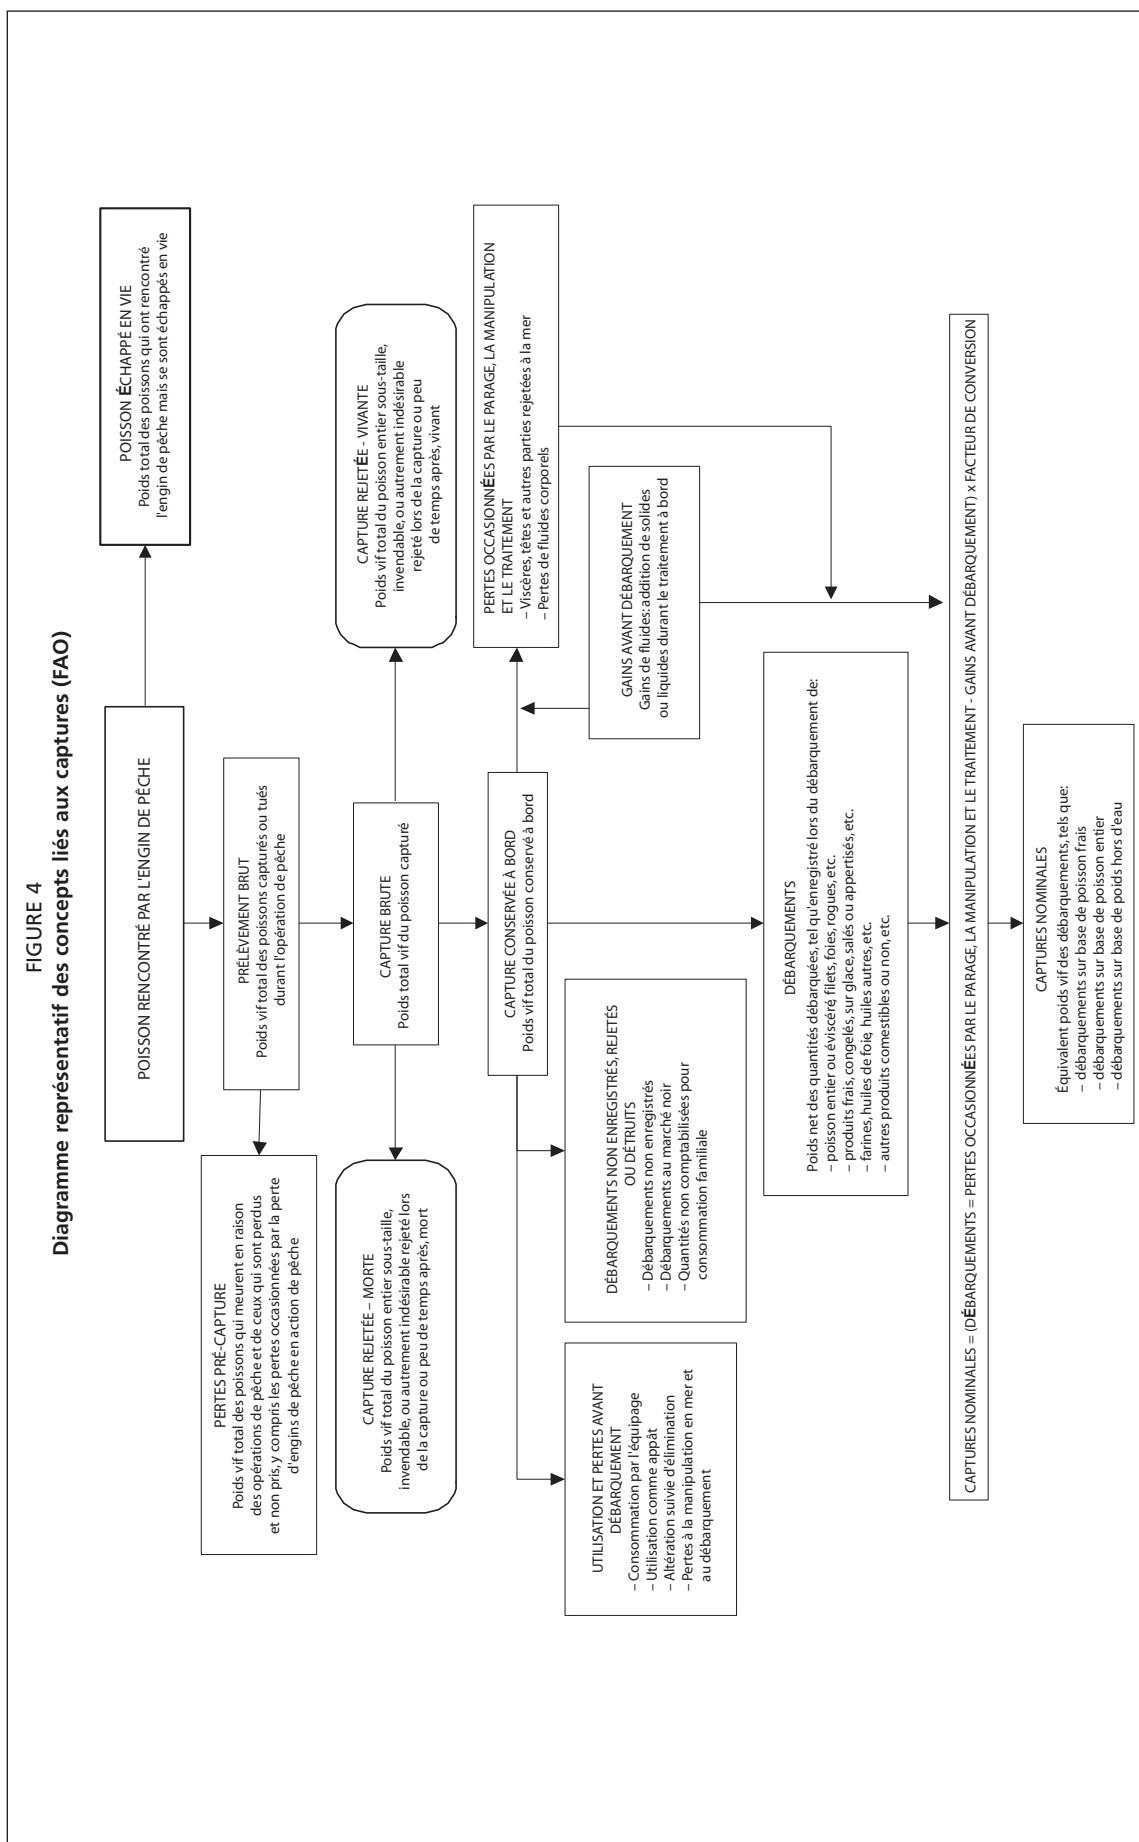 FIGURE 4
Diagramme représentatif des concepts liés aux captures (FAO)
POISSON RENCONTRÉ PAR L'ENGIN DE PÊCHE
POISSON ÉCHAPPÉ EN VIE
Poids total des poissons qui ont rencontré
l'engin de pêche mais se sont échappés en vie
PERTES PRÉ-CAPTURE
Poids vif total des poissons qui meurent en raison
des opérations de pêche et de ceux qui sont perdus
et non pris, y compris les pertes occasionnées par la perte
d'engins de pêche en action de pêche
PRÉLÈVEMENT BRUT
Poids vif total des poissons capturés ou tués
durant l'opération de pêche
CAPTURE REJETÉE – MORTE
Poids vif total du poisson entier sous-taille,
invendable, ou autrement indésirable rejeté lors
de la capture ou peu de temps après, mort
CAPTURE BRUTE
Poids total vif du poisson capturé
CAPTURE REJETÉE - VIVANTE
Poids vif total du poisson entier sous-taille,
invendable, ou autrement indésirable
rejeté lors de la capture ou peu
de temps après, vivant
CAPTURE CONSERVÉE À BORD
Poids vif total du poisson conservé à bord
PERTES OCCASIONNÉES PAR LE PARAGE, LA MANIPULATION
ET LE TRAITEMENT
– Viscères, têtes et autres parties rejetées à la mer
– Pertes de fluides corporels
UTILISATION ET PERTES AVANT
DÉBARQUEMENT
– Consommation par l'équipage
– Utilisation comme appât
– Altération suivie d'élimination
– Pertes à la manipulation en mer et
au débarquement
DÉBARQUEMENTS NON ENREGISTRÉS, REJETÉS
OU DÉTRUITS
– Débarquements non enregistrés
– Débarquements au marché noir
– Quantités non comptabilisées pour
consommation familiale
GAINS AVANT DÉBARQUEMENT
Gains de fluides: addition de solides
ou liquides durant le traitement à bord
DÉBARQUEMENTS
Poids net des quantités débarquées, tel qu'enregistré lors du débarquement de:
– poisson entier ou éviscéré, filets, foies, rogues, etc.
– produits frais, congelés, sur glace, salés ou appertisés, etc.
– farines, huiles de foie, huiles autres, etc.
– autres produits comestibles ou non, etc.
CAPTURES NOMINALES = (DÉBARQUEMENTS = PERTES OCCASIONNÉES PAR LE PARAGE, LA MANIPULATION ET LE TRAITEMENT - GAINS AVANT DÉBARQUEMENT) x FACTEUR DE CONVERSION
CAPTURES NOMINALES
Équivalent poids vif des débarquements, tels que:
– débarquements sur base de poisson frais
– débarquements sur base de poisson entier
– débarquements sur base de poids hors d'eau